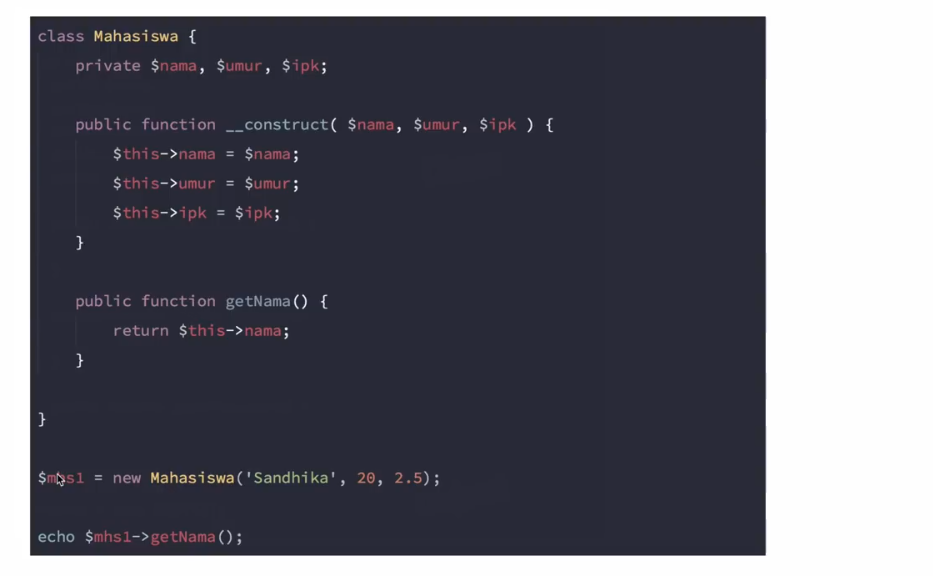 class Mahasiswa {
    private $nama, $umur, $ipk;

    public function __construct( $nama, $umur, $ipk ) {
        $this->nama = $nama;
        $this->umur = $umur;
        $this->ipk = $ipk;
    }

    public function getNama() {
        return $this->nama;
    }

}

$mhs1 = new Mahasiswa('Sandhika', 20, 2.5);

echo $mhs1->getNama();